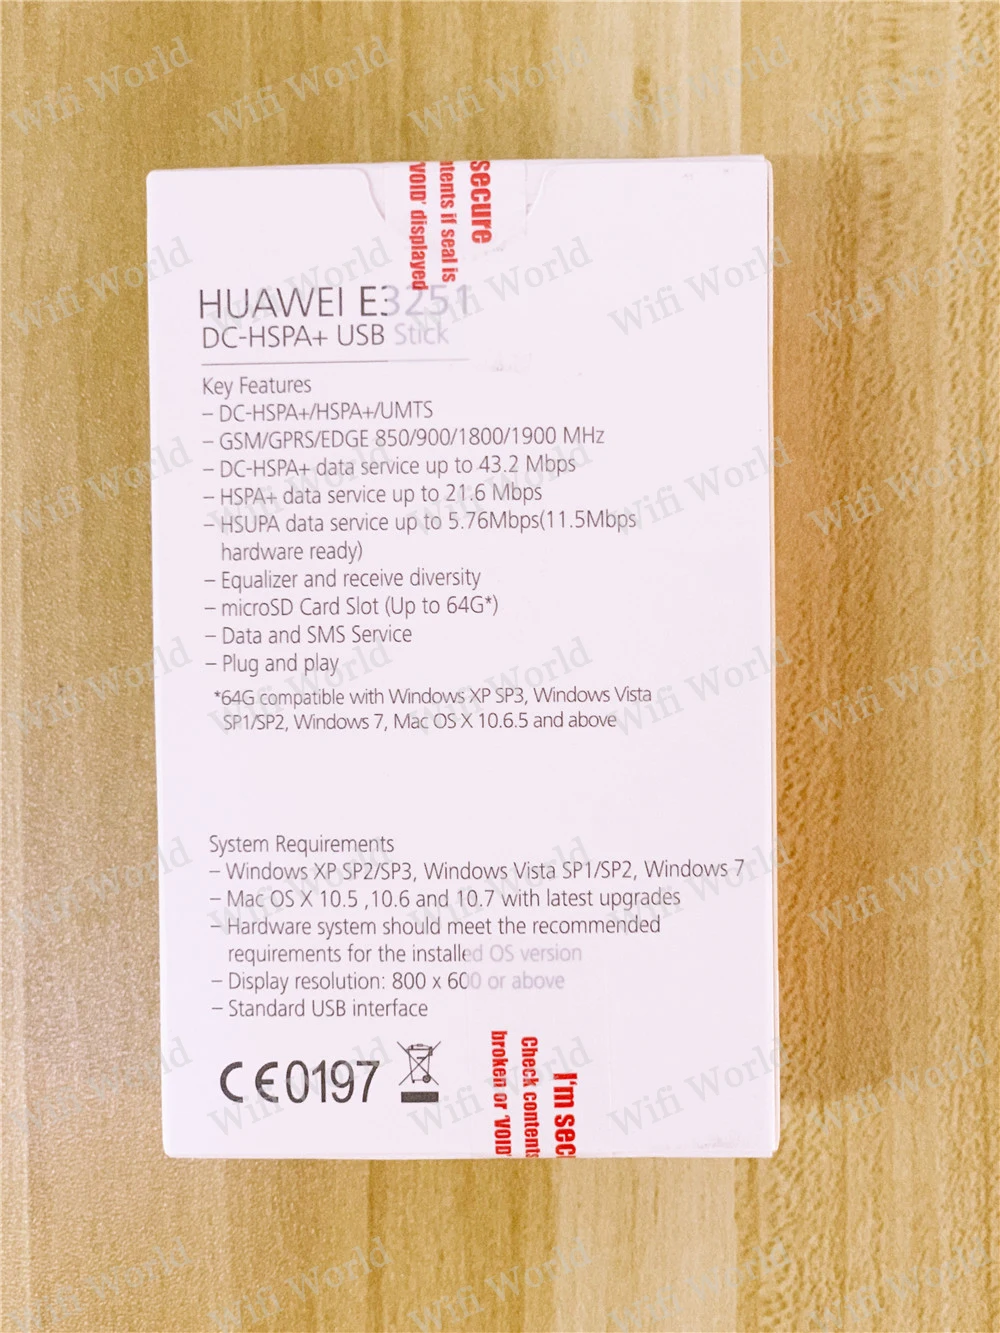 secure
tents if seal is
'VOID' displayed
HUAWEI E3251
DC-HSPA+ USB Stick
Key Features
– DC-HSPA+/HSPA+/UMTS
– GSM/GPRS/EDGE 850/900/1800/1900 MHz
– DC-HSPA+ data service up to 43.2 Mbps
– HSPA+ data service up to 21.6 Mbps
– HSUPA data service up to 5.76Mbps(11.5Mbps
hardware ready)
– Equalizer and receive diversity
– microSD Card Slot (Up to 64G*)
– Data and SMS Service
– Plug and play
*64G compatible with Windows XP SP3, Windows Vista
SP1/SP2, Windows 7, Mac OS X 10.6.5 and above
System Requirements
– Windows XP SP2/SP3, Windows Vista SP1/SP2, Windows 7
– Mac OS X 10.5 ,10.6 and 10.7 with latest upgrades
– Hardware system should meet the recommended
requirements for the installed OS version
– Display resolution: 800 x 600 or above
– Standard USB interface
CE0197
I'm sec
Check contents
broken or 'VOID'
Wifi World